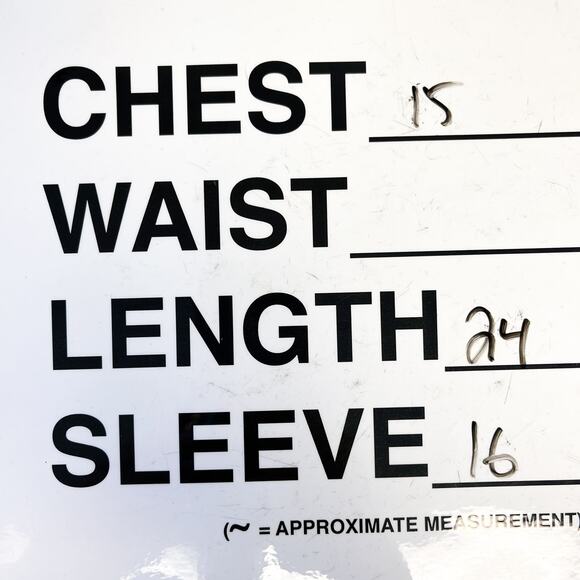 CHEST 15
WAIST
LENGTH 24
SLEEVE 16
(~ = APPROXIMATE MEASUREMENT)